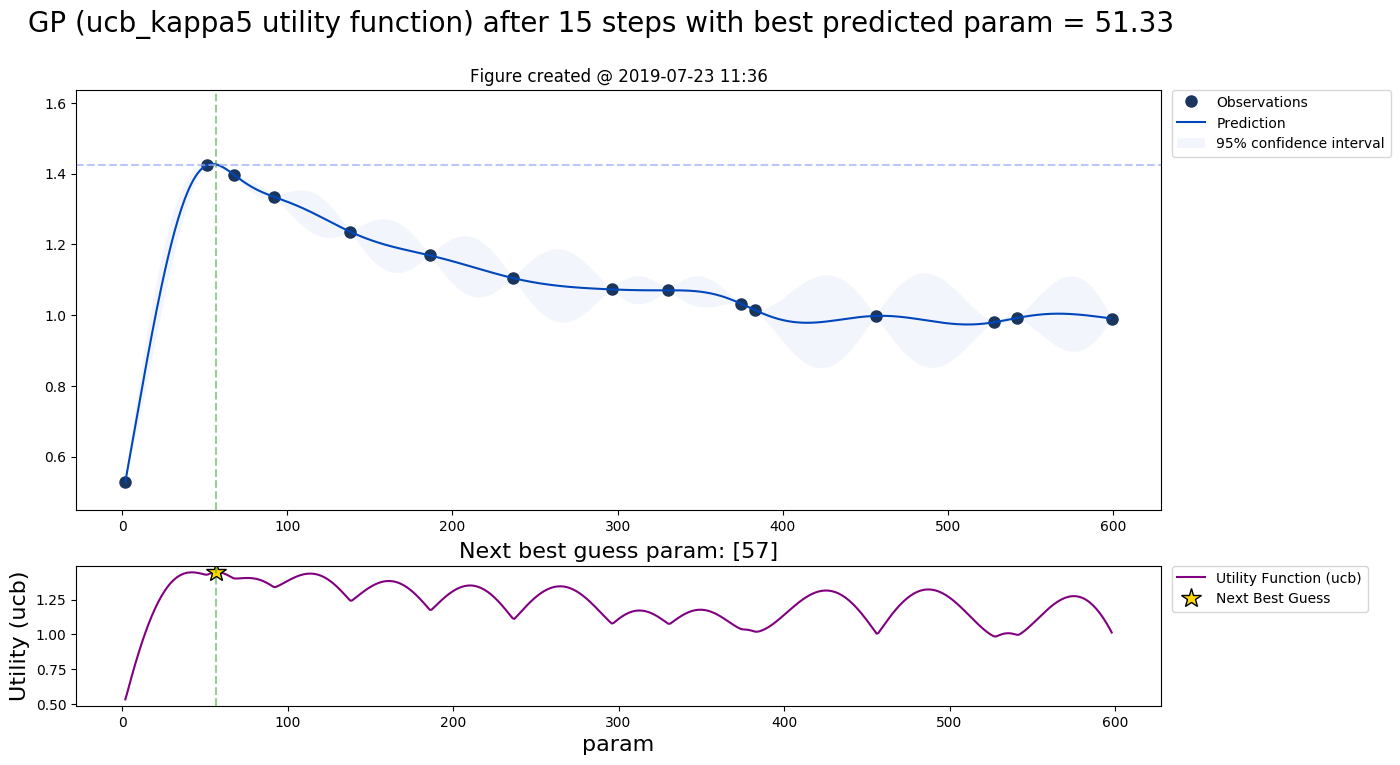 GP (ucb_kappa5 utility function) after 15 steps with best predicted param = 51.33
Figure created @ 2019-07-23 11:36
1.6
1.4
1.2
1.0
0.8
0.6
0
100
200
300
400
500
600
Observations
Prediction
95% confidence interval
Next best guess param: [57]
Utility (ucb)
1.25
1.00
0.75
0.50
0
100
200
300
400
500
600
param
Utility Function (ucb)
Next Best Guess